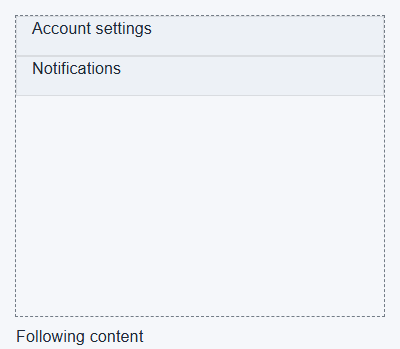 Account settings
Notifications
Following content